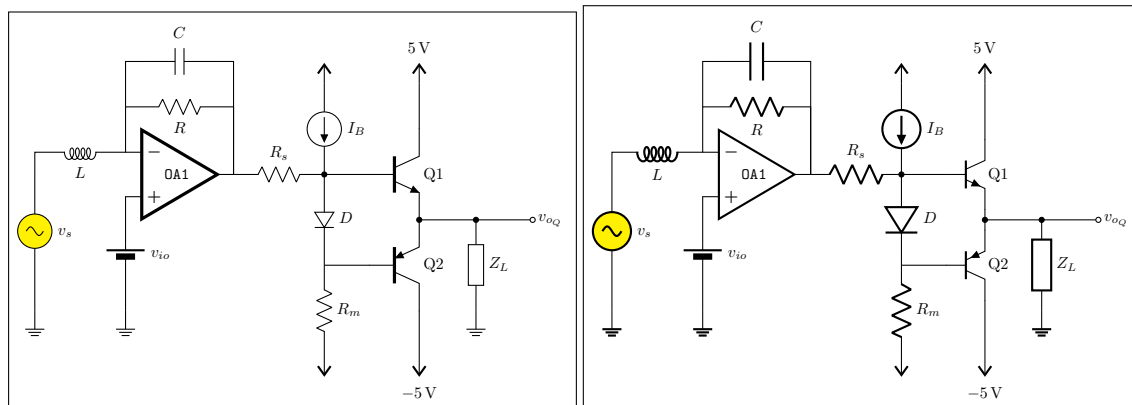 C
5 V
R
I_B
L
−
OA1
R_s
Q1
+
D
v_{o_Q}
v_s
v_{io}
Q2
Z_L
R_m
−5 V
C
5 V
R
I_B
L
−
OA1
R_s
Q1
+
D
v_{o_Q}
v_s
v_{io}
Q2
Z_L
R_m
−5 V